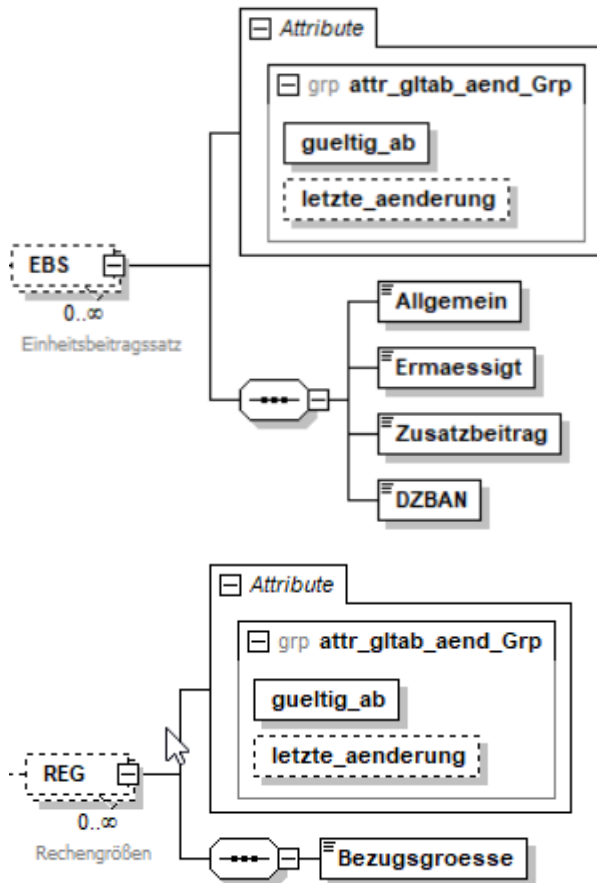 Attribute
grp attr_gltab_aend_Grp
gueltig_ab
letzte_aenderung
EBS
0..∞
Einheitsbeitragssatz
Allgemein
Ermaessigt
Zusatzbeitrag
DZBAN
Attribute
grp attr_gltab_aend_Grp
gueltig_ab
letzte_aenderung
REG
0..∞
Rechengrößen
Bezugsgroesse